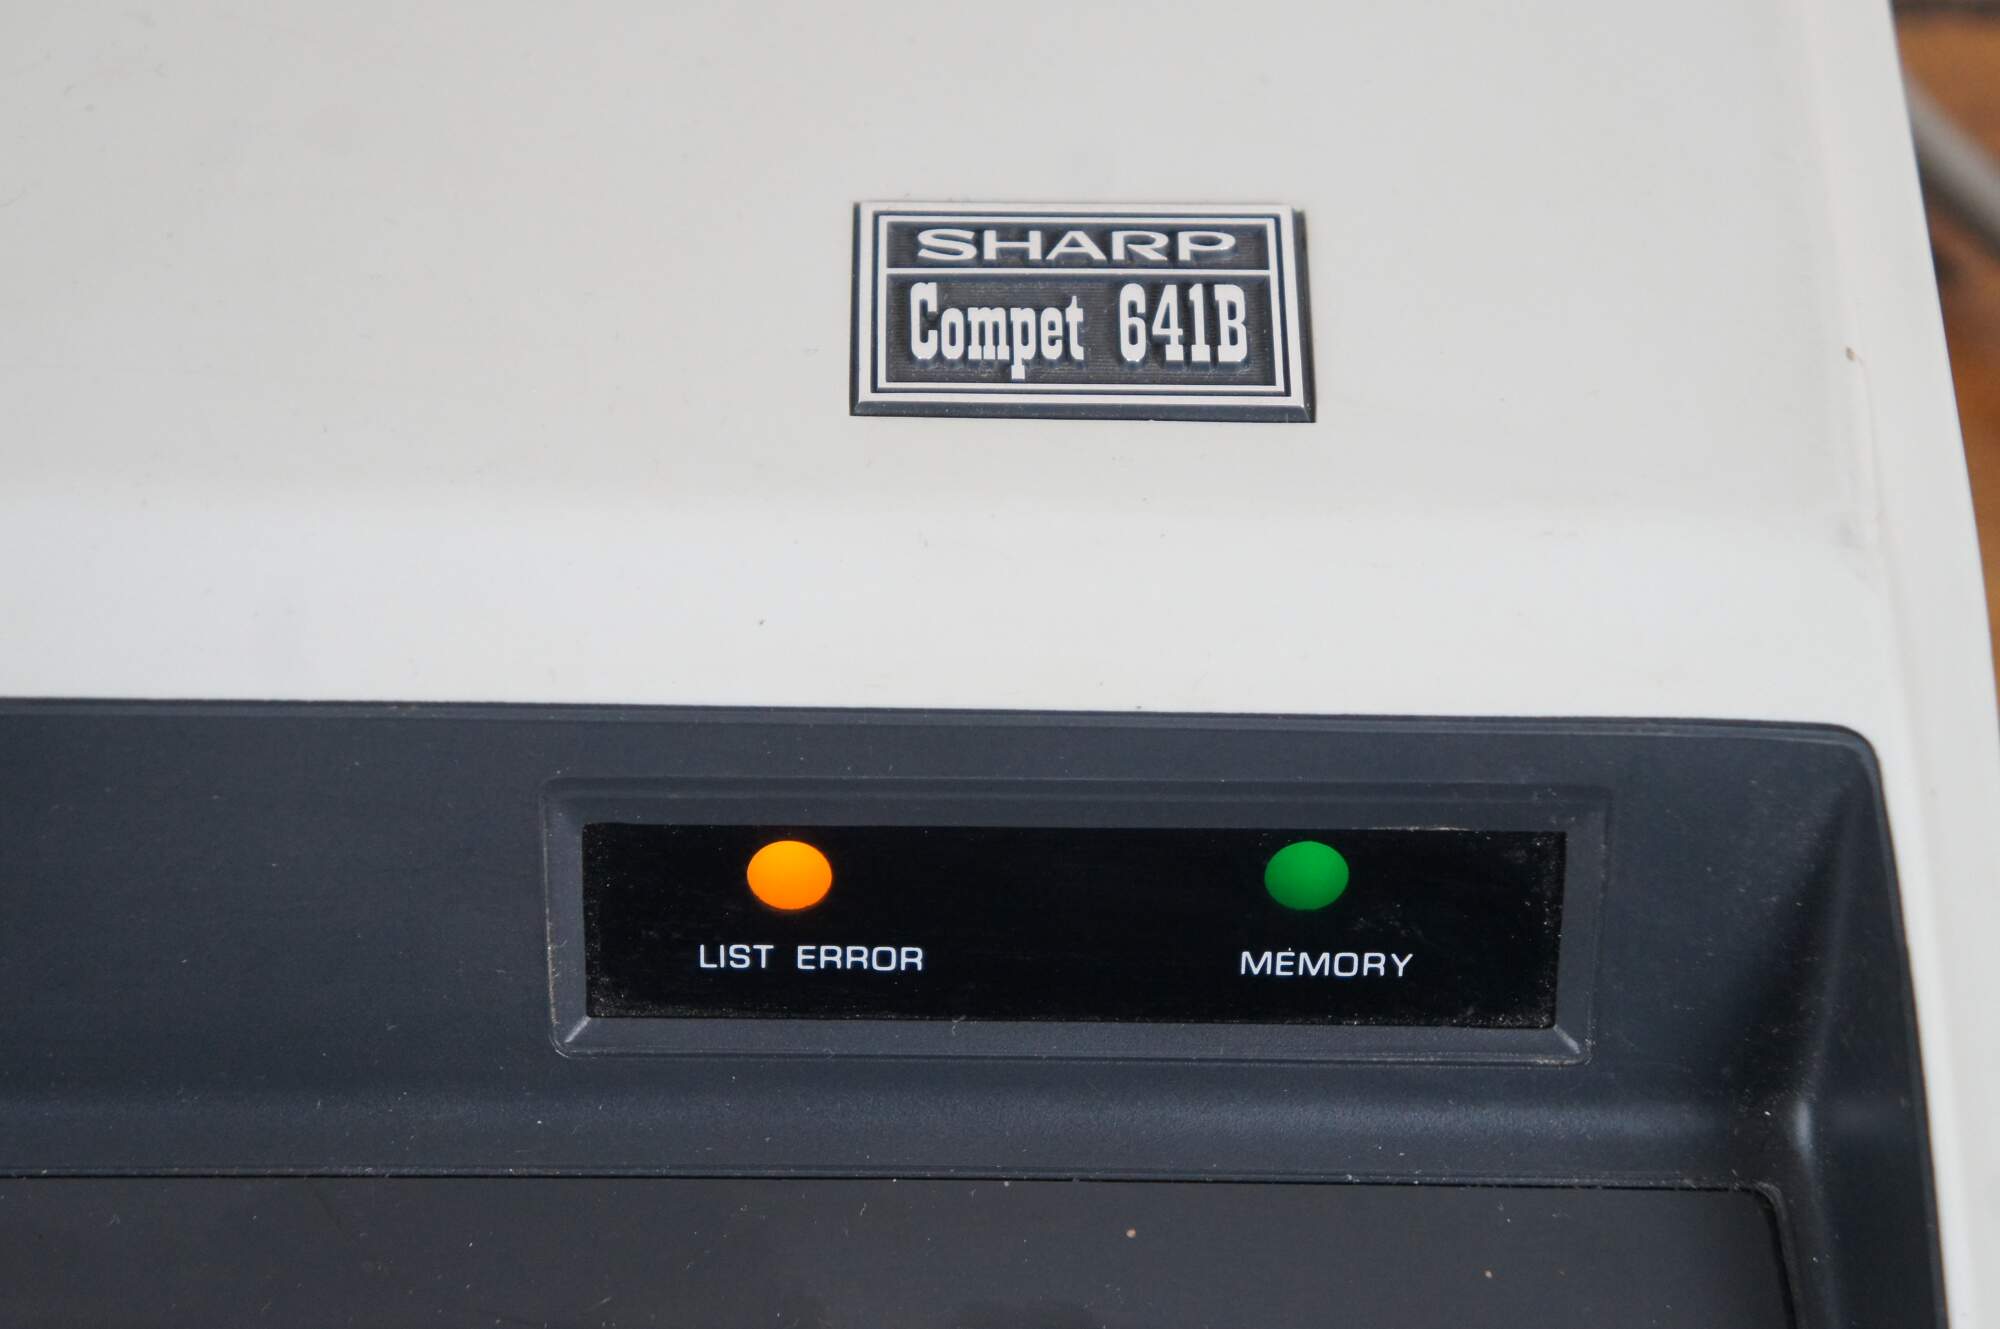 SHARP
Compet 641B
LIST ERROR
MEMORY